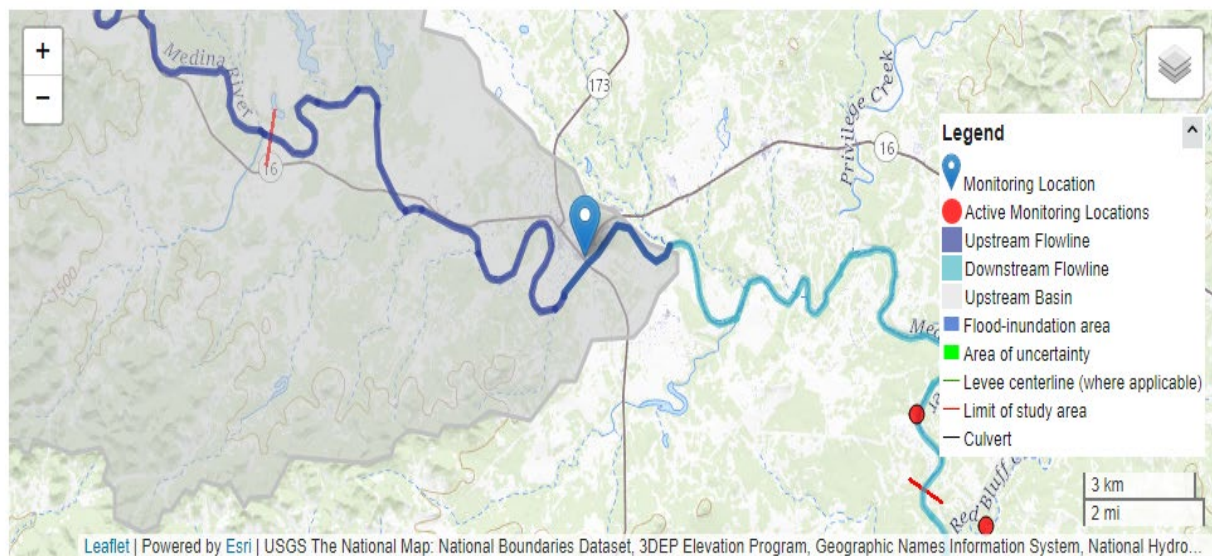 +
−
Medina River
173
Privilege Creek
16
16
1500
Legend
^
Monitoring Location
Active Monitoring Locations
Upstream Flowline
Downstream Flowline
Upstream Basin
Flood-inundation area
Area of uncertainty
Levee centerline (where applicable)
Limit of study area
Culvert
Med
Red Bluff C
3 km
2 mi
Leaflet | Powered by Esri | USGS The National Map: National Boundaries Dataset, 3DEP Elevation Program, Geographic Names Information System, National Hydro...